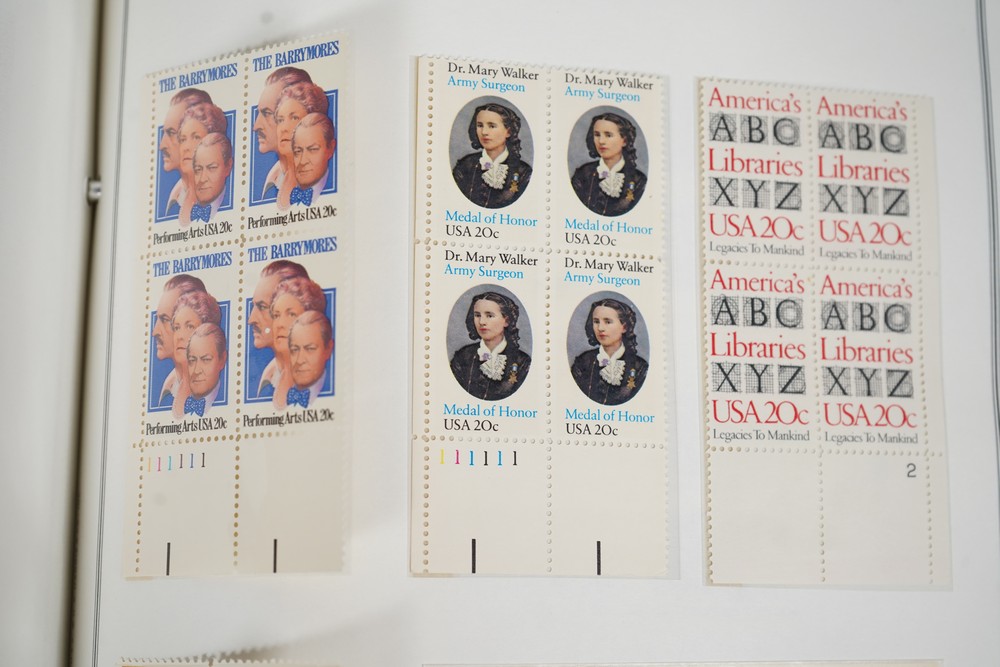 THE BARRYMORES
Performing Arts USA 20c
THE BARRYMORES
Performing Arts USA 20c
THE BARRYMORES
Performing Arts USA 20c
THE BARRYMORES
Performing Arts USA 20c
111111
Dr. Mary Walker
Army Surgeon
Medal of Honor
USA 20c
Dr. Mary Walker
Army Surgeon
Medal of Honor
USA 20c
Dr. Mary Walker
Army Surgeon
Medal of Honor
USA 20c
Dr. Mary Walker
Army Surgeon
Medal of Honor
USA 20c
111111
America's
ABC
Libraries
XYZ
USA 20c
Legacies To Mankind
America's
ABC
Libraries
XYZ
USA 20c
Legacies To Mankind
America's
ABC
Libraries
XYZ
USA 20c
Legacies To Mankind
America's
ABC
Libraries
XYZ
USA 20c
Legacies To Mankind
2